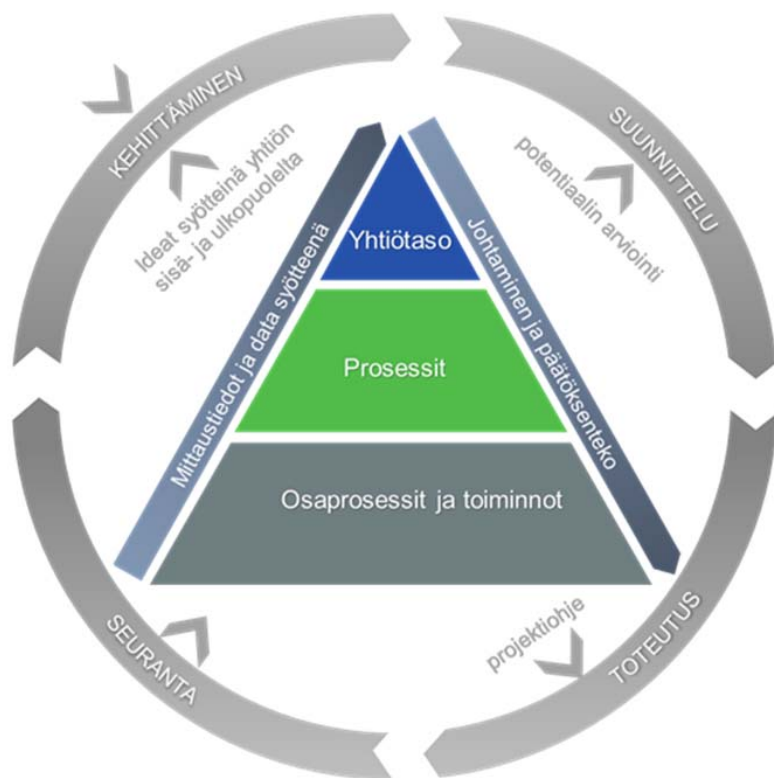 KEHITTÄMINEN
SUUNNITTELU
Ideat syötteinä yhtiön
sisä- ja ulkopuolelta
potentiaalin arviointi
Mittaustiedot ja data syötteenä
Johtaminen ja päätöksenteko
Yhtiötaso
Prosessit
Osaprosessit ja toiminnot
projektiohje
SEURANTA
TOTEUTUS